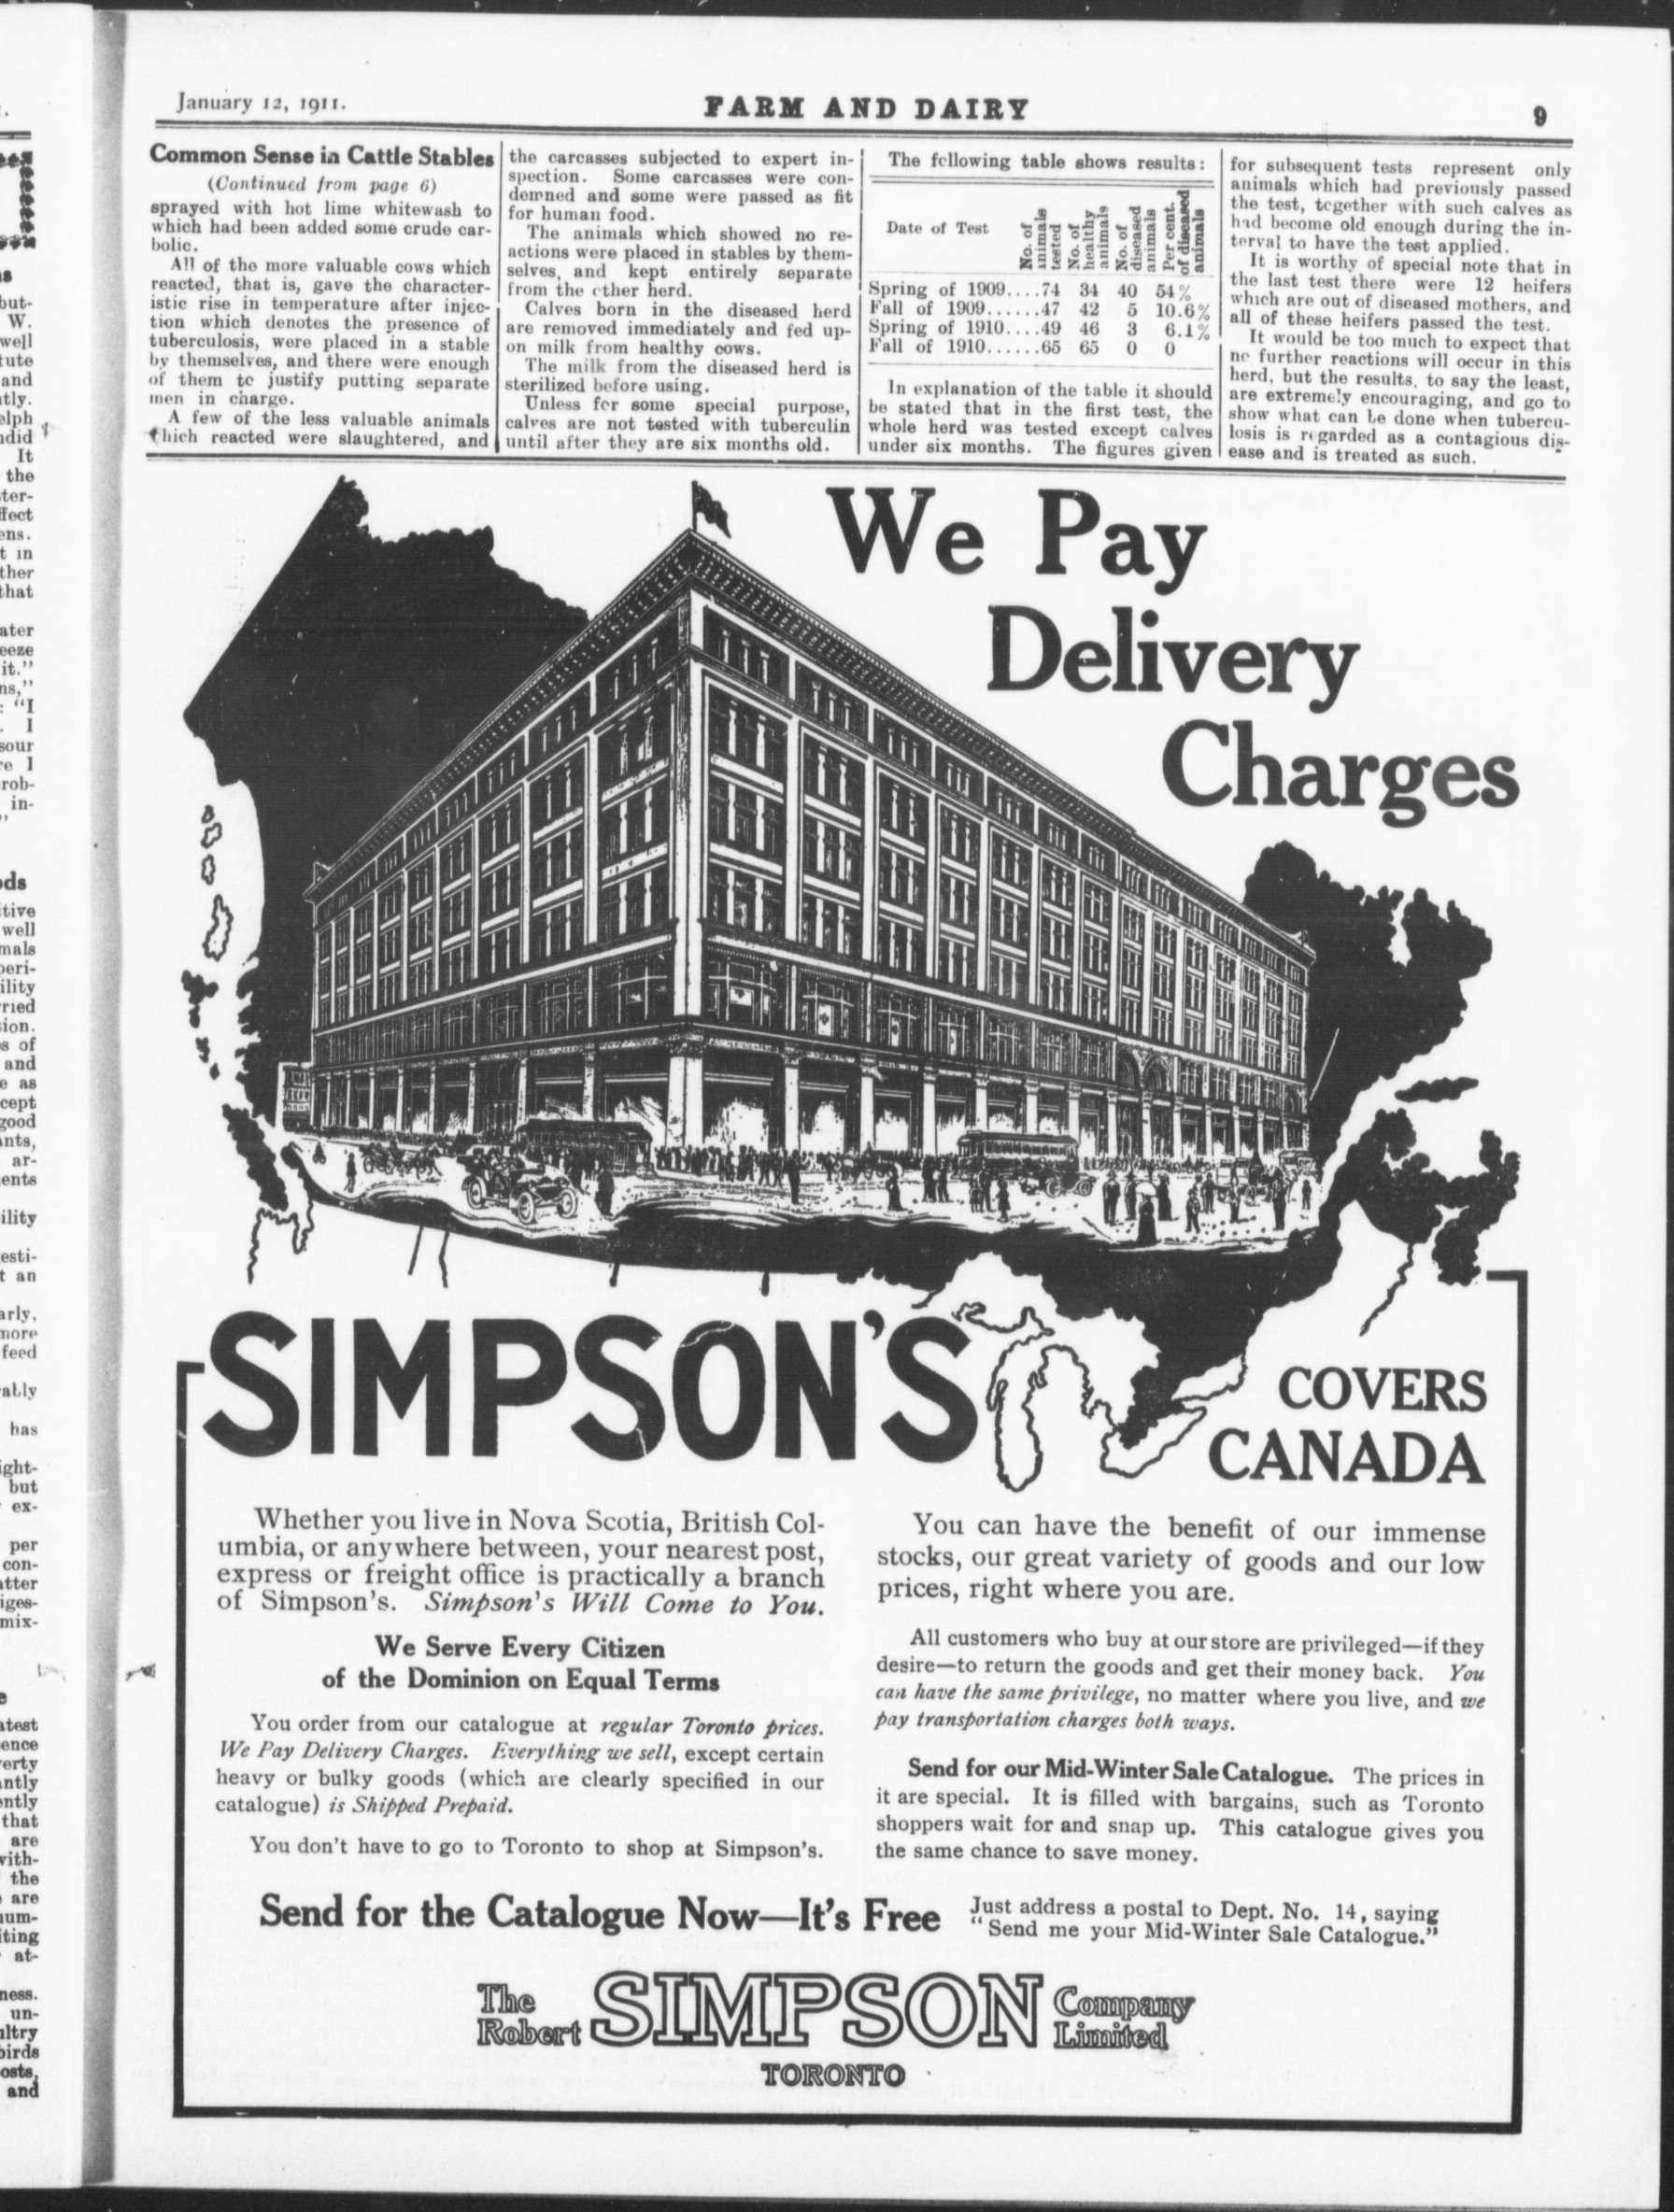 January 12, 1911.
FARM AND DAIRY
9
Common Sense in Cattle Stables
(Continued from page 6)
sprayed with hot lime whitewash to
which had been added some crude car-
bolic.
All of the more valuable cows which
reacted, that is, gave the character-
istic rise in temperature after injec-
tion which denotes the presence of
tuberculosis, were placed in a stable
by themselves, and there were enough
of them to justify putting separate
men in charge.
A few of the less valuable animals
which reacted were slaughtered, and
the carcasses subjected to expert in-
spection. Some carcasses were con-
demned and some were passed as fit
for human food.
The animals which showed no re-
actions were placed in stables by them-
selves, and kept entirely separate
from the other herd.
Calves born in the diseased herd
are removed immediately and fed up-
on milk from healthy cows.
The milk from the diseased herd is
sterilized before using.
Unless for some special purpose,
calves are not tested with tuberculin
until after they are six months old.
The following table shows results:
Date of Test
No. of animals tested
No. of healthy animals
No. of diseased animals
Per cent. of diseased animals
Spring of 1909....74 34 40 54%
Fall of 1909......47 42 5 10.6%
Spring of 1910....49 46 3 6.1%
Fall of 1910......65 65 0 0
In explanation of the table it should
be stated that in the first test, the
whole herd was tested except calves
under six months. The figures given
for subsequent tests represent only
animals which had previously passed
the test, together with such calves as
had become old enough during the in-
terval to have the test applied.
It is worthy of special note that in
the last test there were 12 heifers
which are out of diseased mothers, and
all of these heifers passed the test.
It would be too much to expect that
no further reactions will occur in this
herd, but the results, to say the least,
are extremely encouraging, and go to
show what can be done when tubercu-
losis is regarded as a contagious dis-
ease and is treated as such.
We Pay
Delivery
Charges
SIMPSON'S
COVERS
CANADA
Whether you live in Nova Scotia, British Col-
umbia, or anywhere between, your nearest post,
express or freight office is practically a branch
of Simpson's. Simpson's Will Come to You.
We Serve Every Citizen
of the Dominion on Equal Terms
You order from our catalogue at regular Toronto prices.
We Pay Delivery Charges. Everything we sell, except certain
heavy or bulky goods (which are clearly specified in our
catalogue) is Shipped Prepaid.
You don't have to go to Toronto to shop at Simpson's.
You can have the benefit of our immense
stocks, our great variety of goods and our low
prices, right where you are.
All customers who buy at our store are privileged—if they
desire—to return the goods and get their money back. You
can have the same privilege, no matter where you live, and we
pay transportation charges both ways.
Send for our Mid-Winter Sale Catalogue. The prices in
it are special. It is filled with bargains, such as Toronto
shoppers wait for and snap up. This catalogue gives you
the same chance to save money.
Send for the Catalogue Now—It's Free
Just address a postal to Dept. No. 14, saying
"Send me your Mid-Winter Sale Catalogue."
The Robert SIMPSON Company Limited
TORONTO